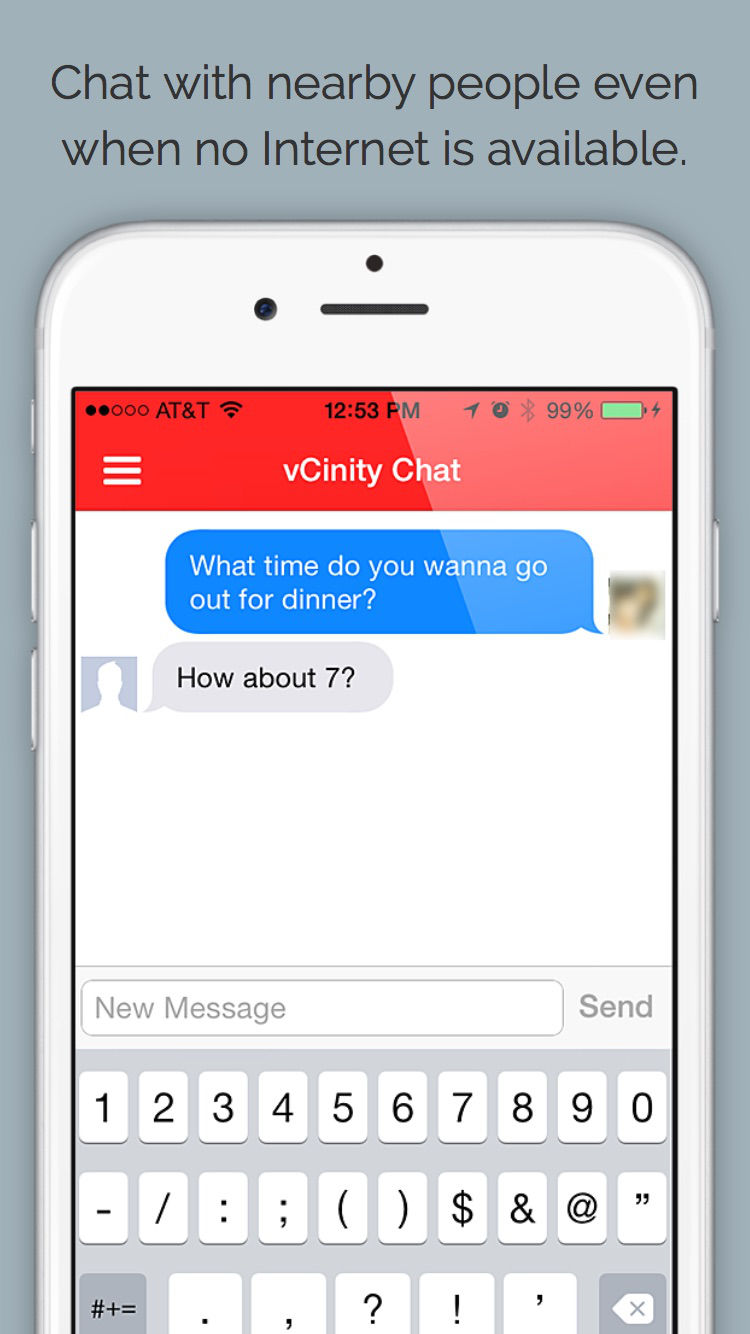 Chat with nearby people even
when no Internet is available.
AT&T 12:53 PM 99%
vCinity Chat
What time do you wanna go
out for dinner?
How about 7?
New Message Send
1 2 3 4 5 6 7 8 9 0
- / : ; ( ) $ & @ ”
#+= . , ? ! ’